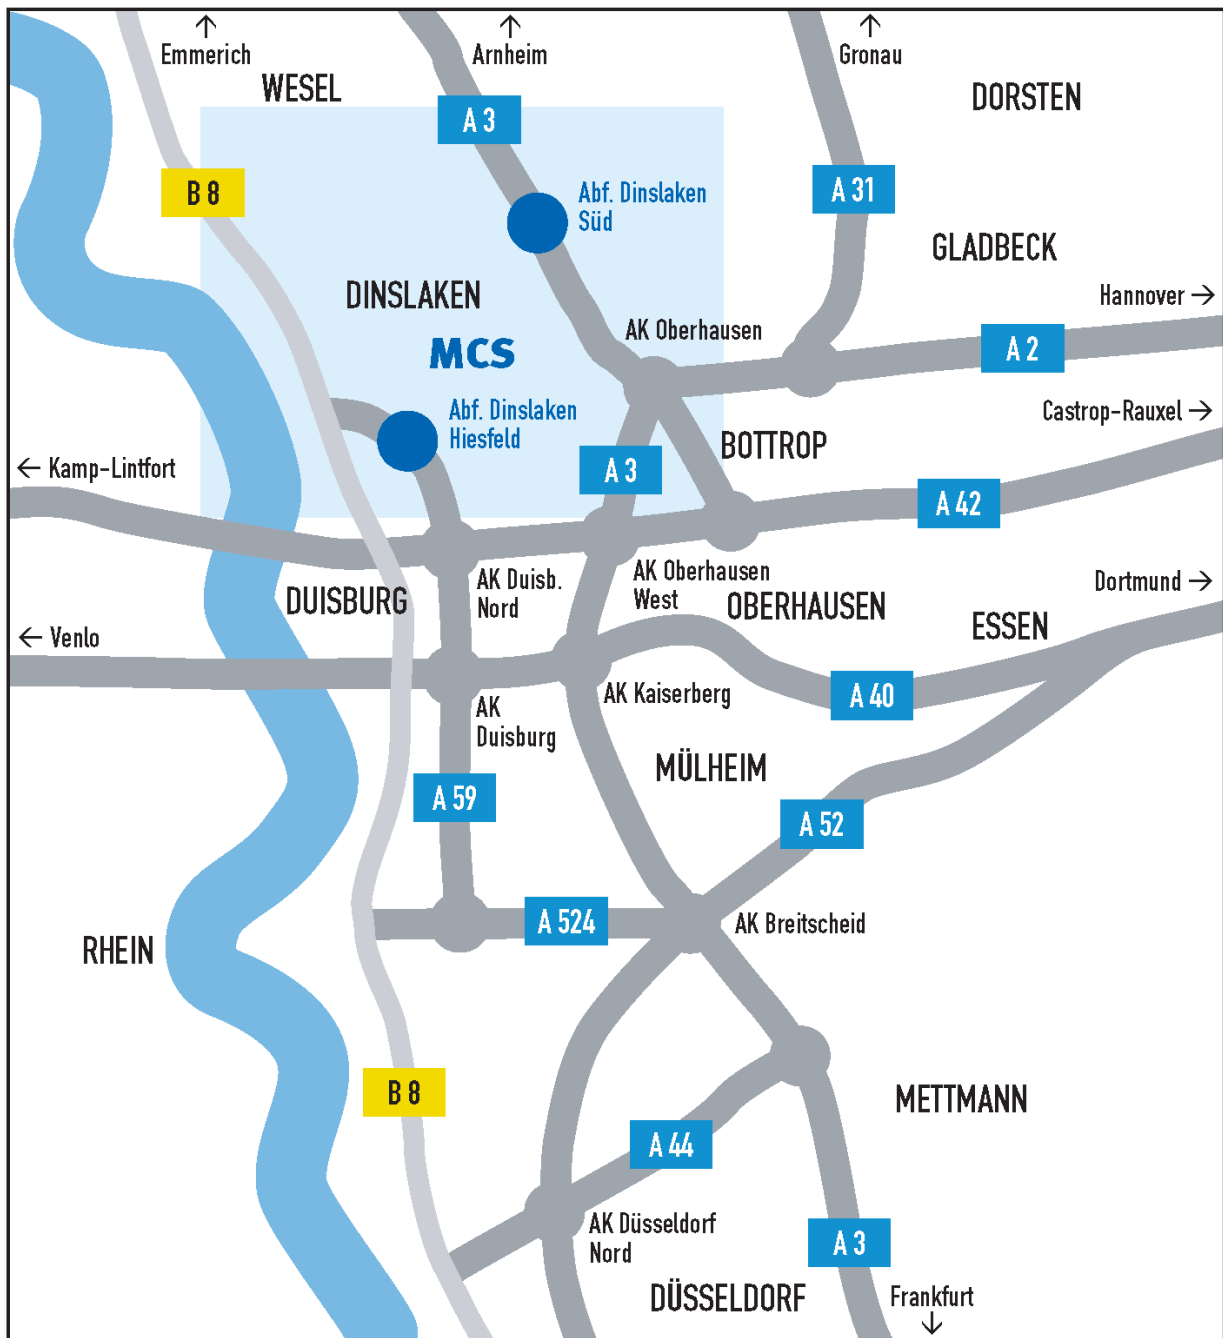 ↑
Emmerich
↑
Arnheim
↑
Gronau
WESEL
DORSTEN
A 3
B 8
Abf. Dinslaken
Süd
A 31
GLADBECK
DINSLAKEN
Hannover →
AK Oberhausen
A 2
MCS
Abf. Dinslaken
Hiesfeld
Castrop-Rauxel →
BOTTROP
← Kamp-Lintfort
A 3
A 42
AK Duisb.
Nord
AK Oberhausen
West
Dortmund →
DUISBURG
OBERHAUSEN
ESSEN
← Venlo
AK Kaiserberg
A 40
AK
Duisburg
MÜLHEIM
A 59
A 52
A 524
AK Breitscheid
RHEIN
B 8
METTMANN
A 44
AK Düsseldorf
Nord
A 3
DÜSSELDORF
Frankfurt
↓